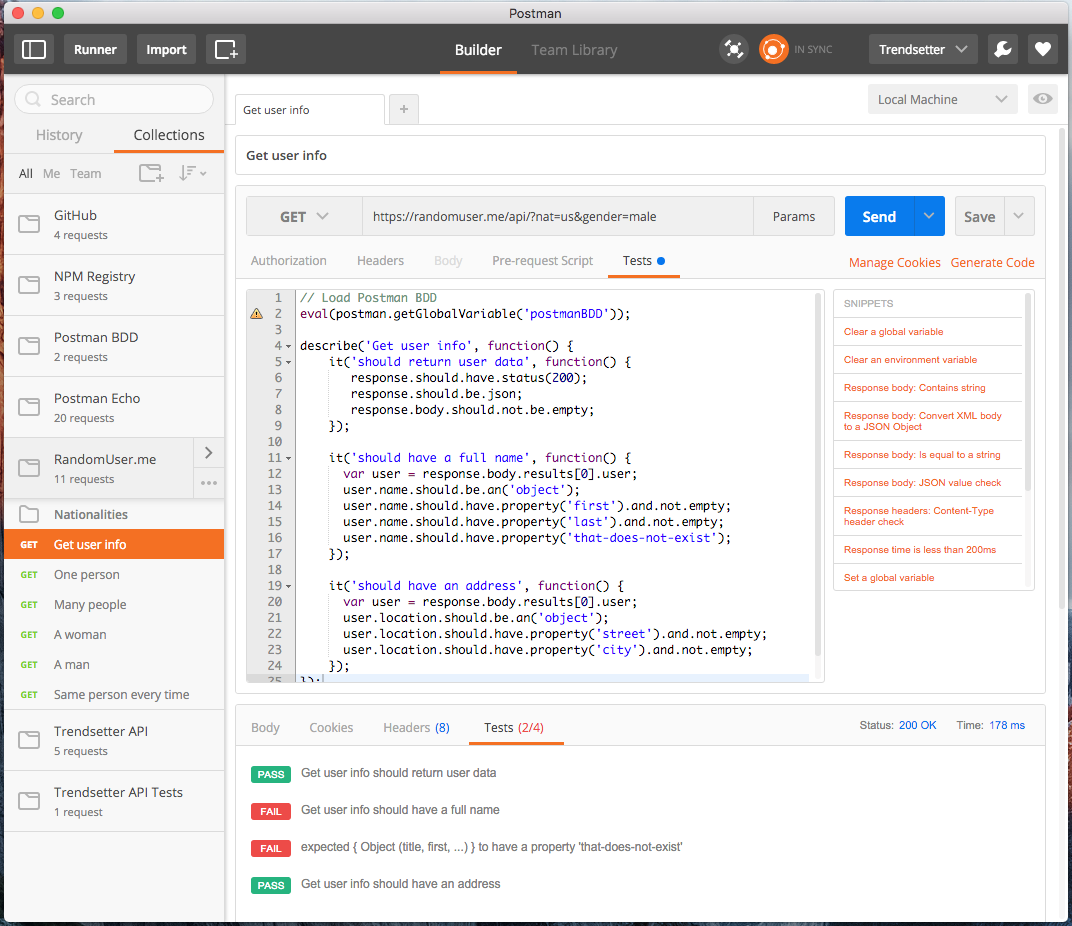 Postman
Runner
Import
Builder
Team Library
IN SYNC
Trendsetter
Search
History
Collections
All Me Team
GitHub
4 requests
NPM Registry
3 requests
Postman BDD
2 requests
Postman Echo
20 requests
RandomUser.me
11 requests
Nationalities
GET Get user info
GET One person
GET Many people
GET A woman
GET A man
GET Same person every time
Trendsetter API
5 requests
Trendsetter API Tests
1 request
Get user info
+
Local Machine
Get user info
GET
https://randomuser.me/api/?nat=us&gender=male
Params
Send
Save
Authorization
Headers
Body
Pre-request Script
Tests
Manage Cookies
Generate Code
1 // Load Postman BDD
2 eval(postman.getGlobalVariable('postmanBDD'));
3
4 describe('Get user info', function() {
5 it('should return user data', function() {
6 response.should.have.status(200);
7 response.should.be.json;
8 response.body.should.not.be.empty;
9 });
10
11 it('should have a full name', function() {
12 var user = response.body.results[0].user;
13 user.name.should.be.an('object');
14 user.name.should.have.property('first').and.not.empty;
15 user.name.should.have.property('last').and.not.empty;
16 user.name.should.have.property('that-does-not-exist');
17 });
18
19 it('should have an address', function() {
20 var user = response.body.results[0].user;
21 user.location.should.be.an('object');
22 user.location.should.have.property('street').and.not.empty;
23 user.location.should.have.property('city').and.not.empty;
24 });
25 });
SNIPPETS
Clear a global variable
Clear an environment variable
Response body: Contains string
Response body: Convert XML body
to a JSON Object
Response body: Is equal to a string
Response body: JSON value check
Response headers: Content-Type
header check
Response time is less than 200ms
Set a global variable
Body
Cookies
Headers (8)
Tests (2/4)
Status: 200 OK
Time: 178 ms
PASS Get user info should return user data
FAIL Get user info should have a full name
FAIL expected { Object (title, first, ...) } to have a property 'that-does-not-exist'
PASS Get user info should have an address